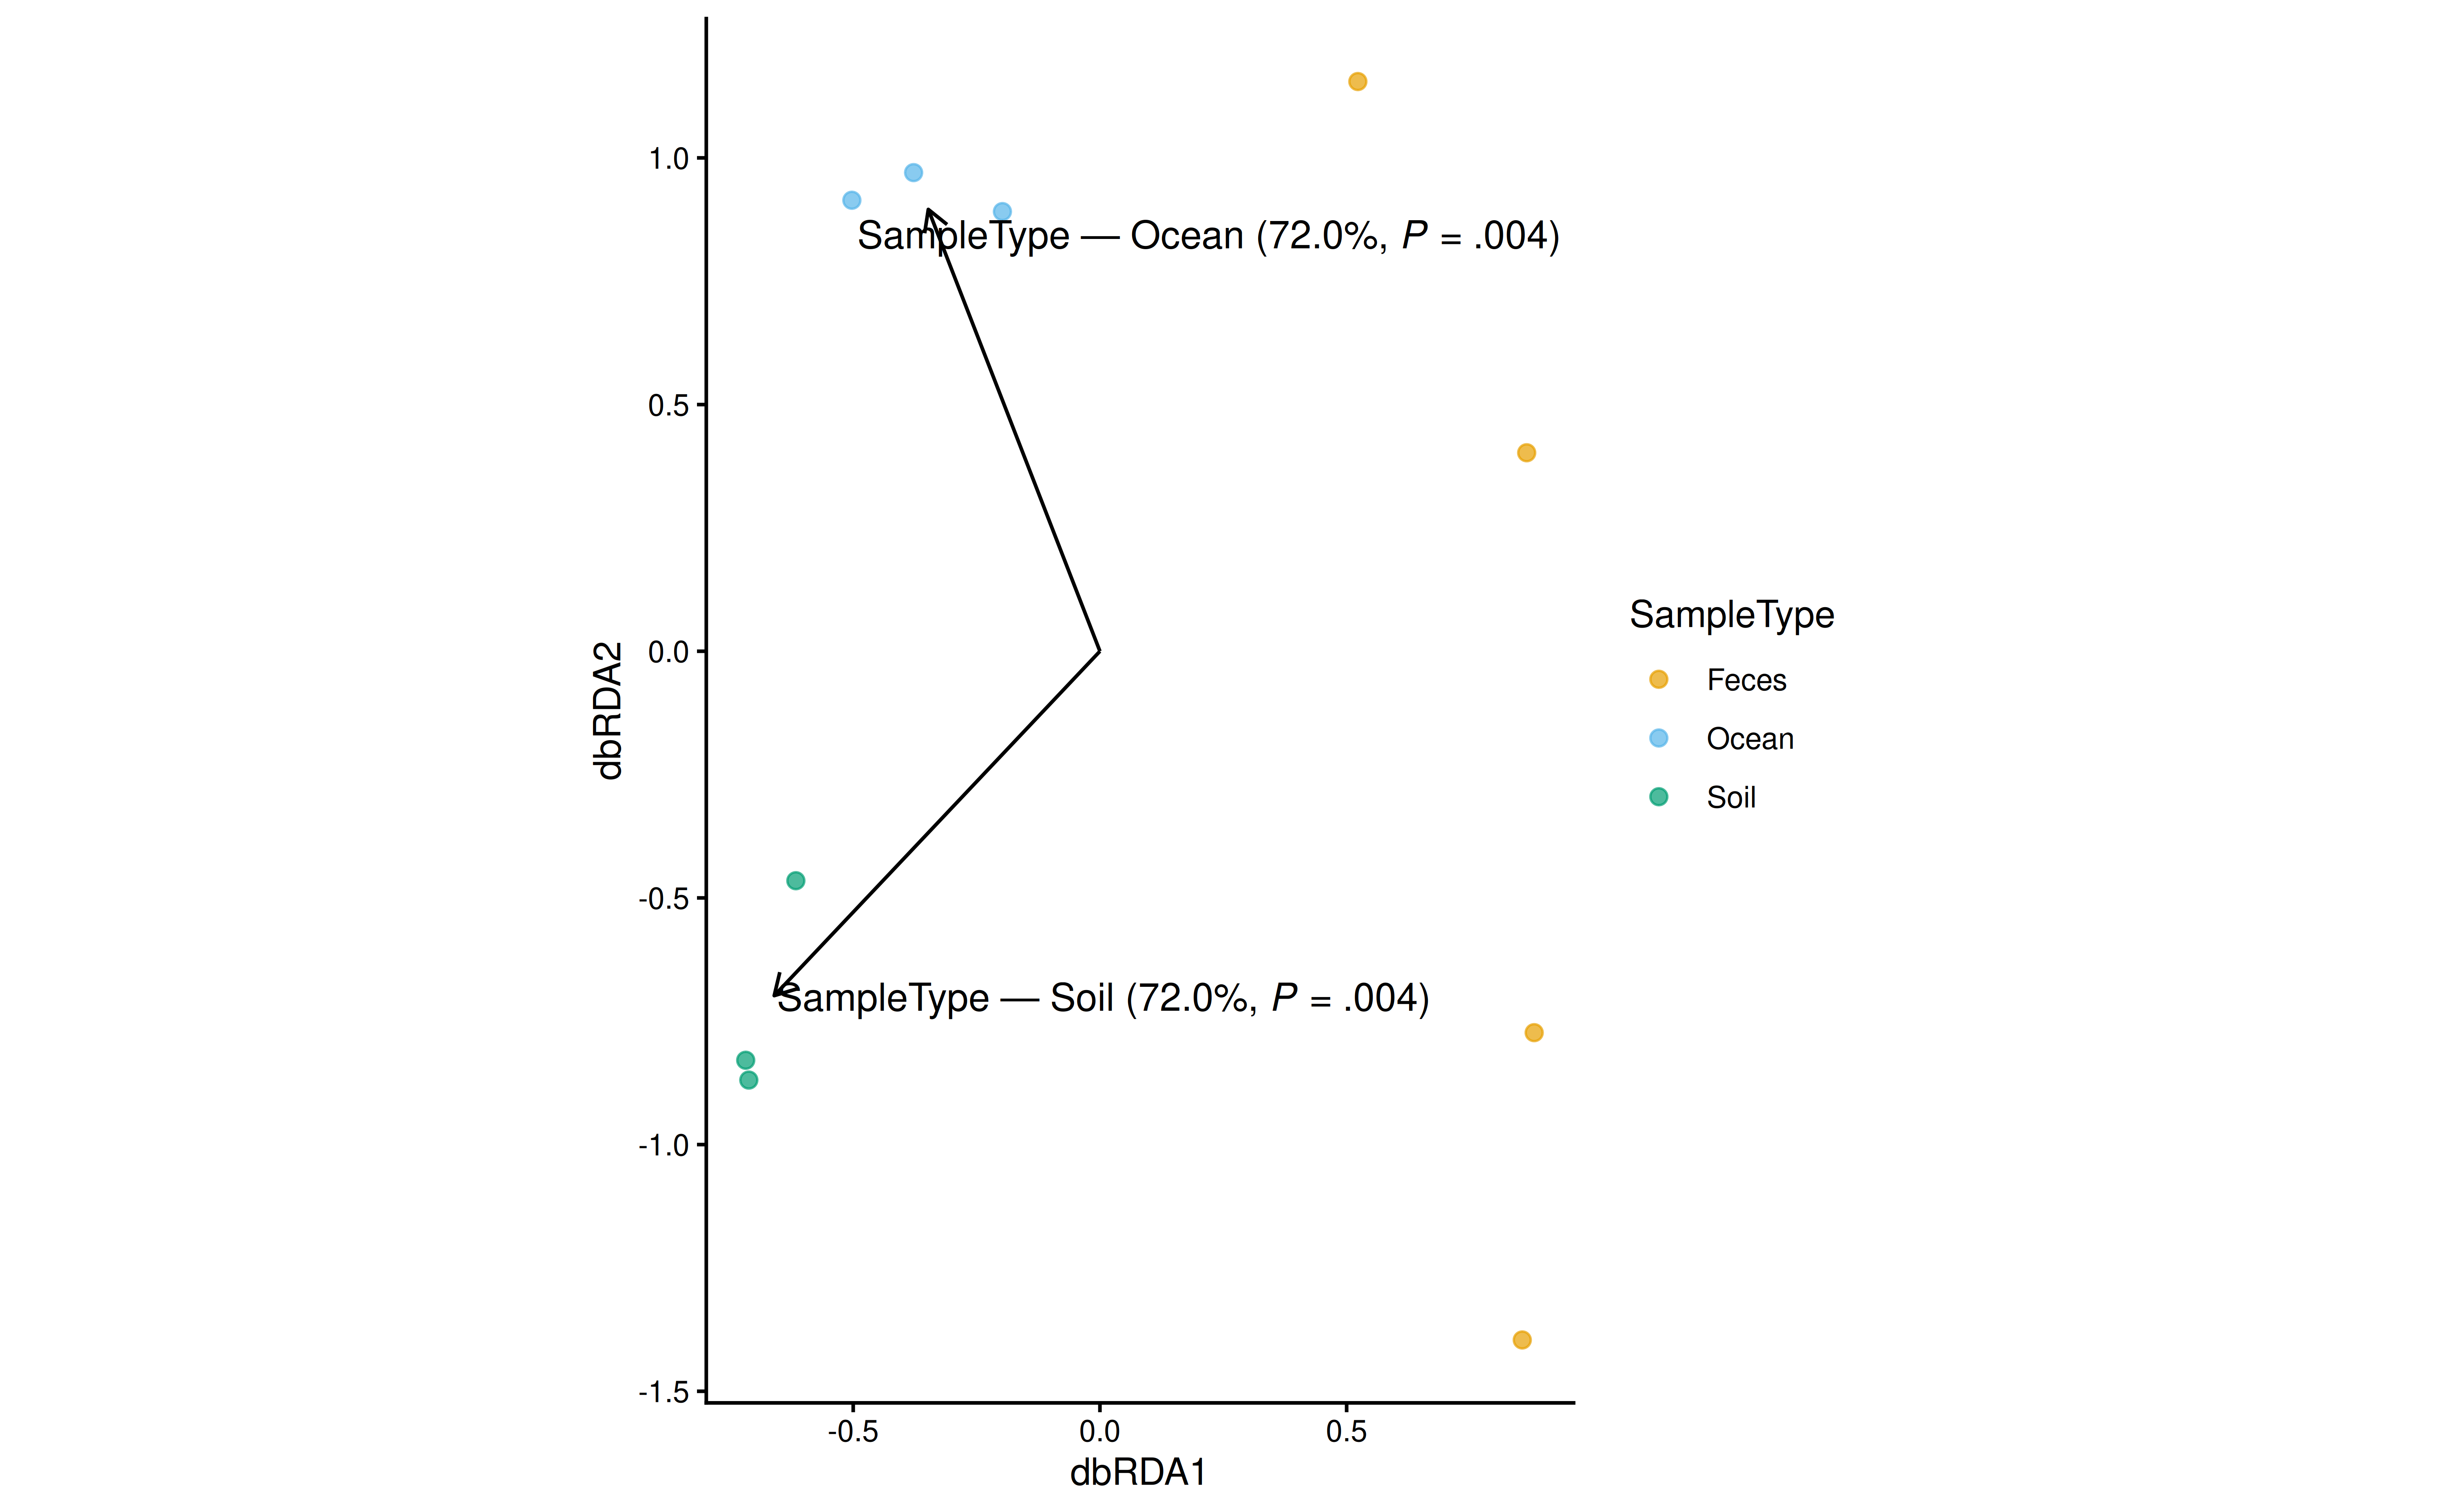 1.0
0.5
0.0
-0.5
-1.0
-1.5
dbRDA2
SampleType — Ocean (72.0%, P = .004)
SampleType — Soil (72.0%, P = .004)
-0.5
0.0
0.5
dbRDA1
SampleType
Feces
Ocean
Soil